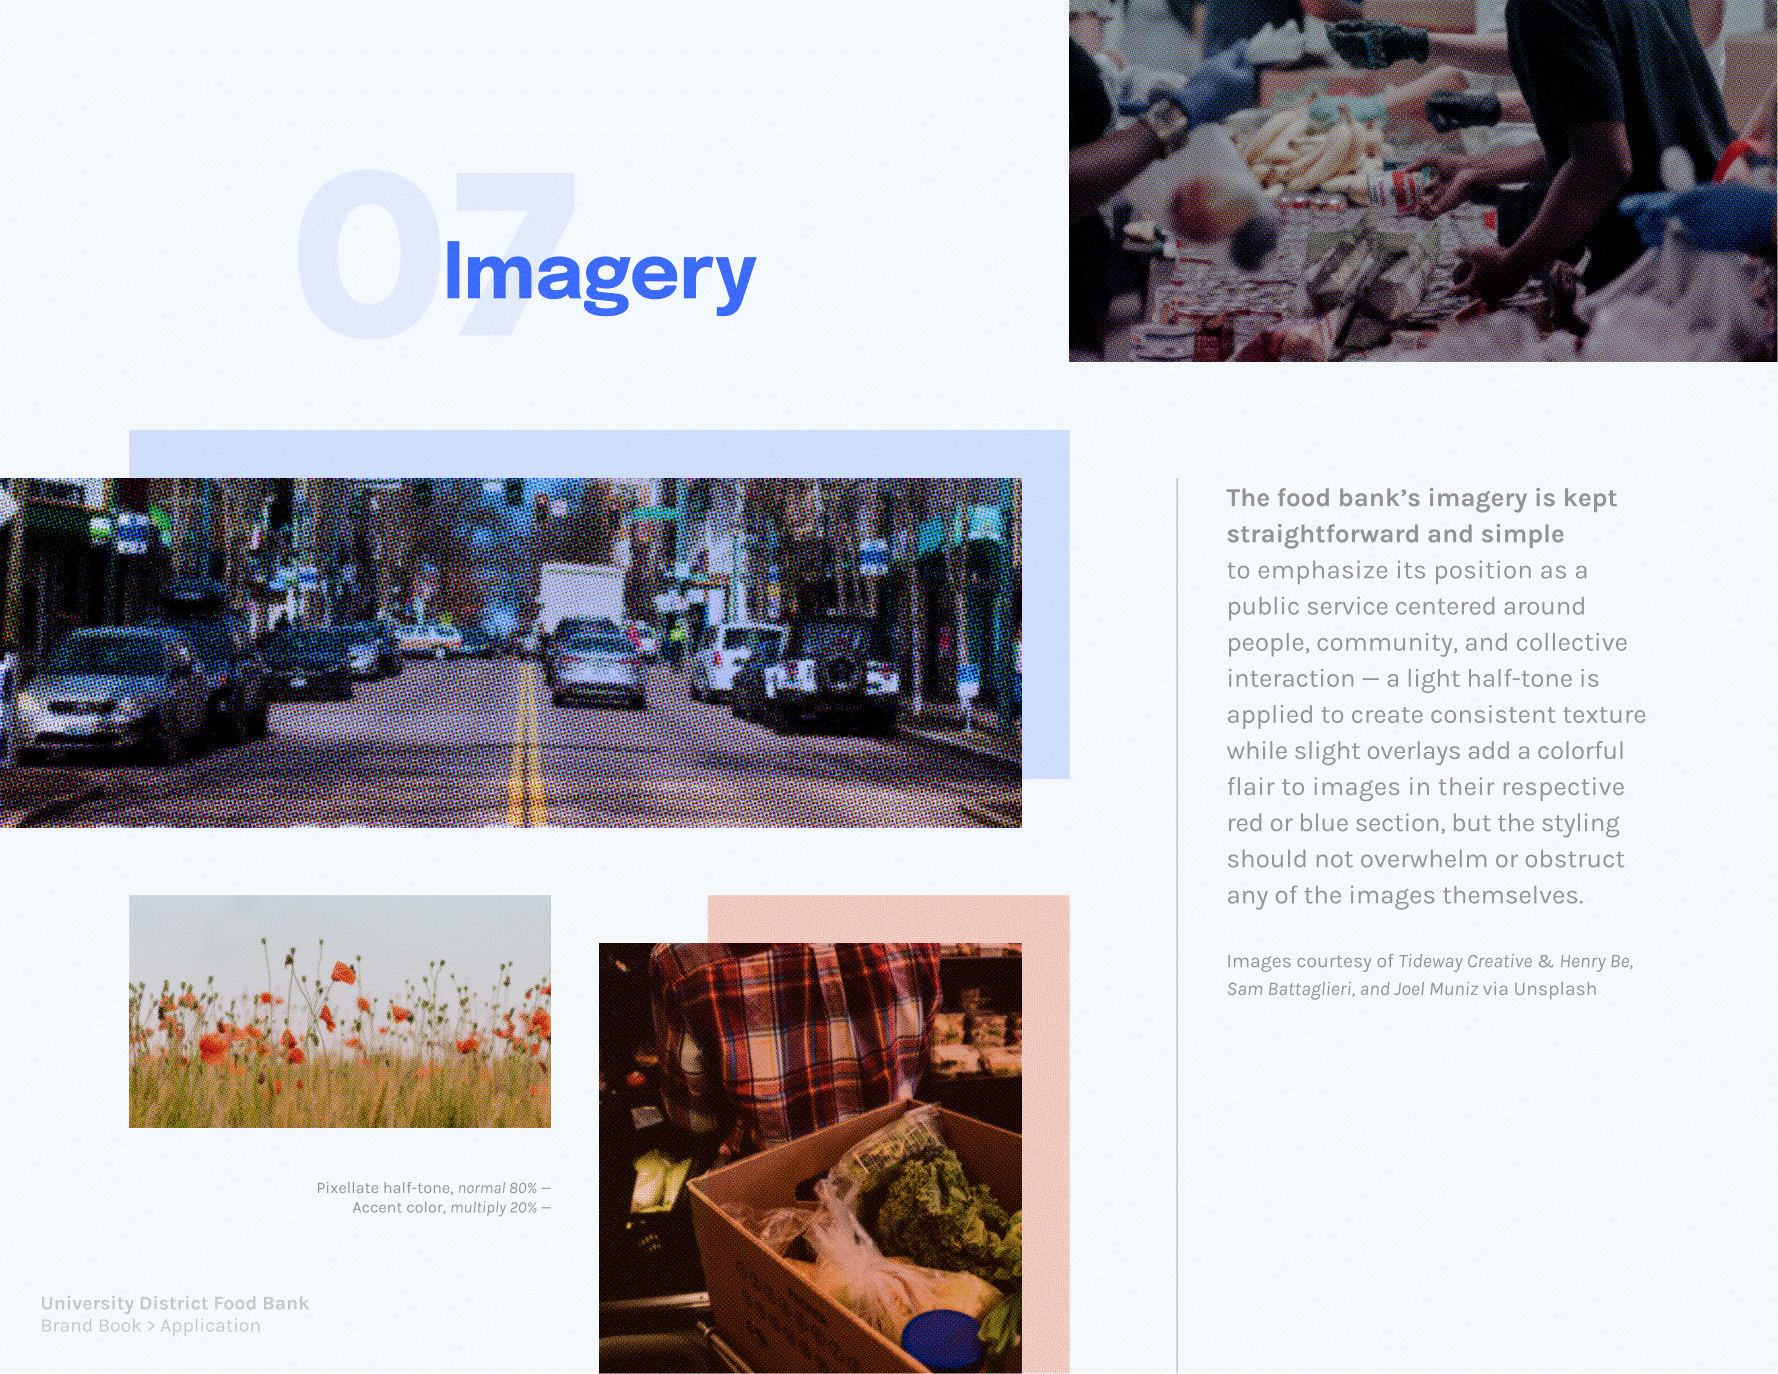 07
Imagery
The food bank’s imagery is kept
straightforward and simple
to emphasize its position as a
public service centered around
people, community, and collective
interaction — a light half-tone is
applied to create consistent texture
while slight overlays add a colorful
flair to images in their respective
red or blue section, but the styling
should not overwhelm or obstruct
any of the images themselves.
Images courtesy of Tideway Creative & Henry Be,
Sam Battaglieri, and Joel Muniz via Unsplash
Pixellate half-tone, normal 80% —
Accent color, multiply 20% —
University District Food Bank
Brand Book > Application